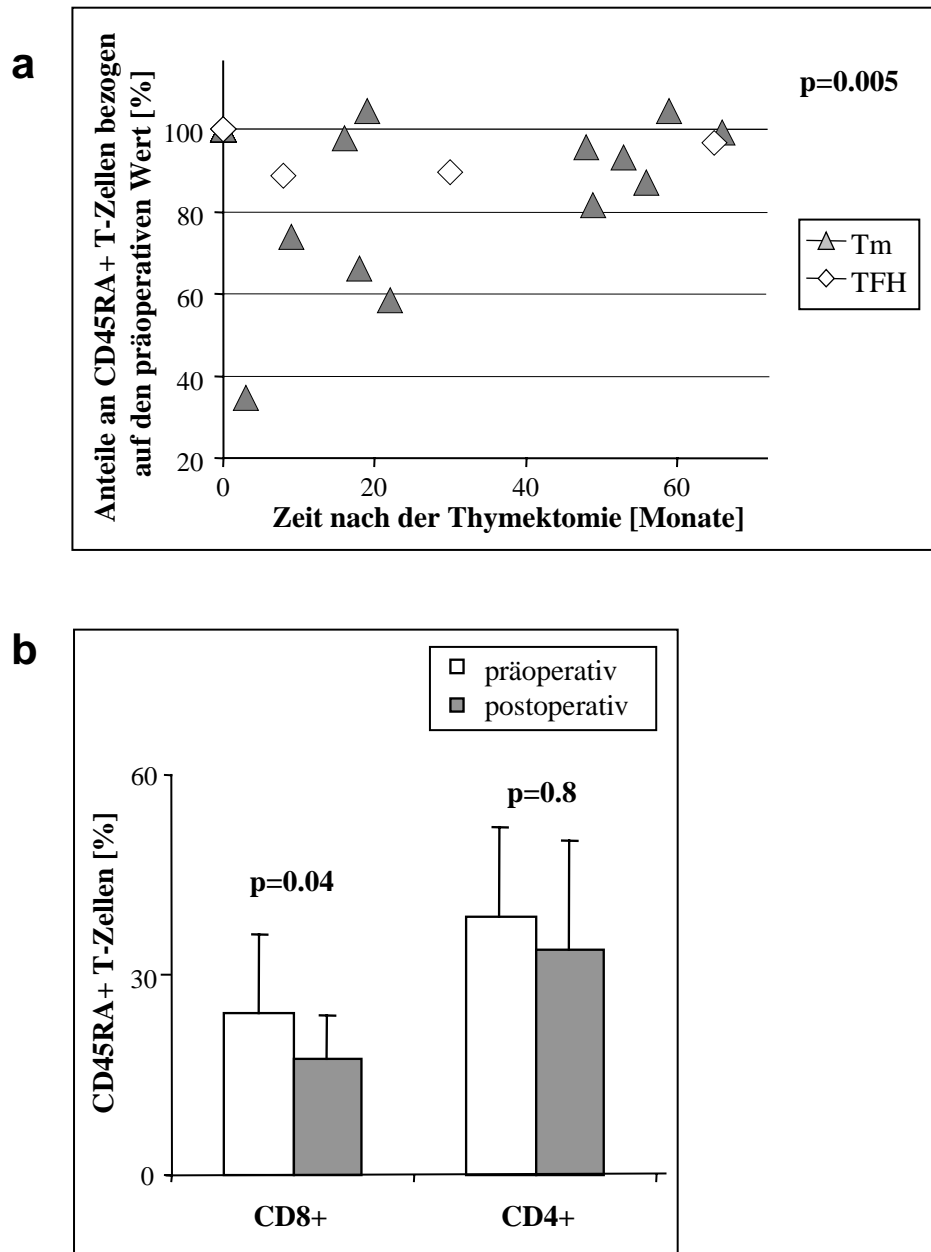 a
Anteile an CD45RA+ T-Zellen bezogen
auf den präoperativen Wert [%]
p=0.005
100
80
60
40
20
0
20
40
60
Zeit nach der Thymektomie [Monate]
Tm
TFH
b
präoperativ
postoperativ
CD45RA+ T-Zellen [%]
60
30
0
p=0.04
p=0.8
CD8+
CD4+